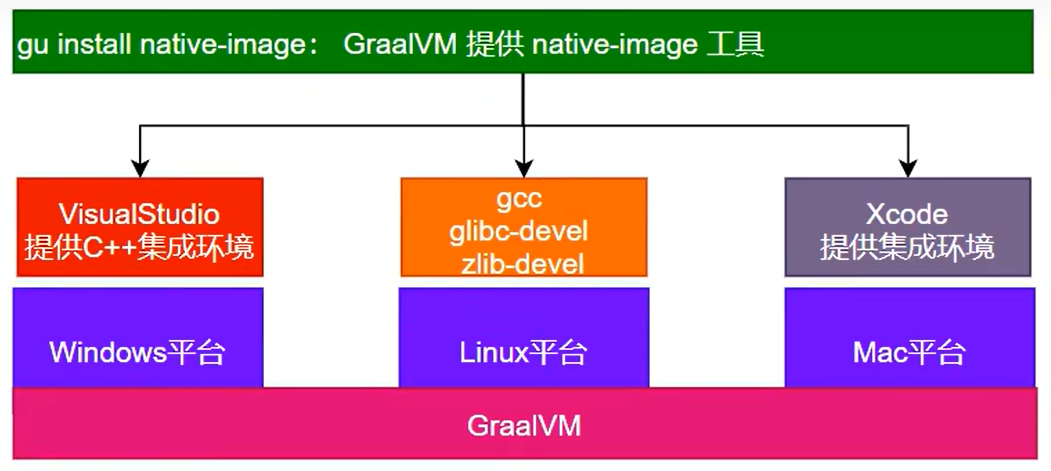 gu install native-image： GraalVM 提供 native-image 工具
VisualStudio
提供C++集成环境
gcc
glibc-devel
zlib-devel
Xcode
提供集成环境
Windows平台
Linux平台
Mac平台
GraalVM